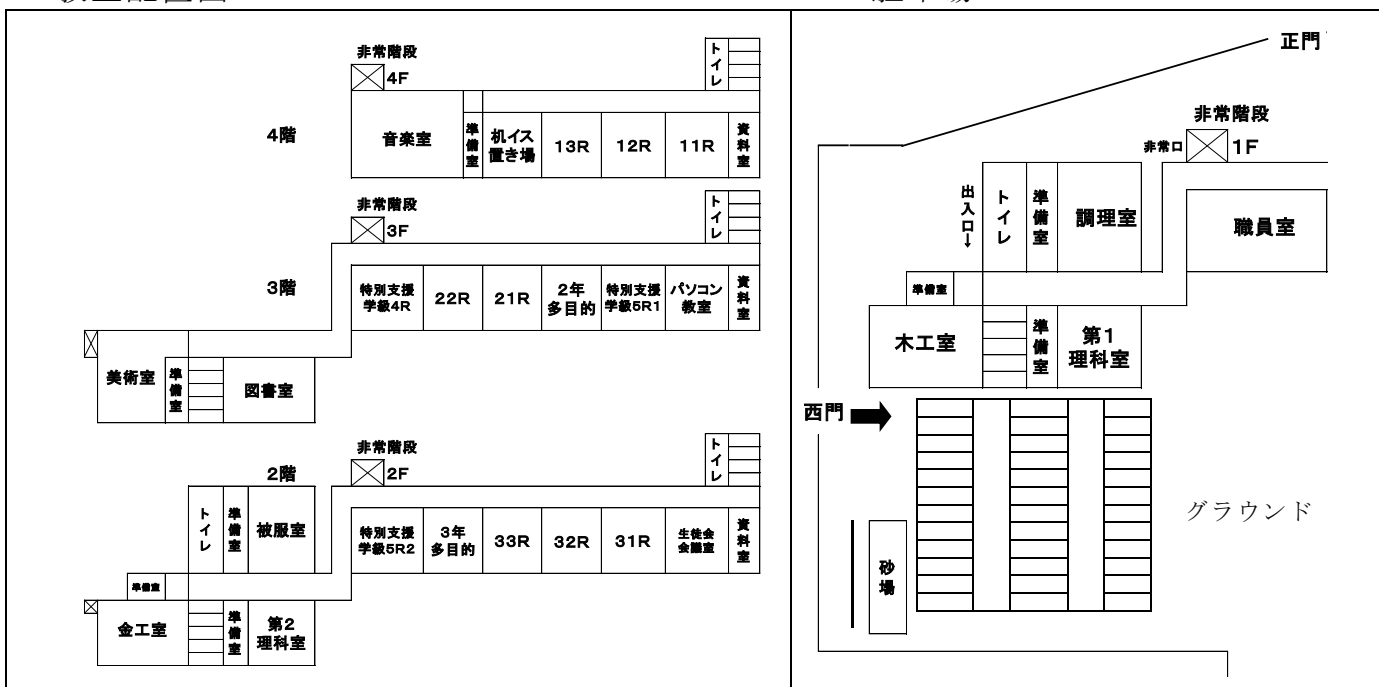 非常階段
4F
トイレ
4階
音楽室
準備室
机イス
置き場
13R
12R
11R
資料室
非常階段
3F
トイレ
3階
特別支援
学級4R
22R
21R
2年
多目的
特別支援
学級5R1
パソコン
教室
資料室
美術室
準備室
図書室
2階
非常階段
2F
トイレ
トイレ
準備室
被服室
特別支援
学級5R2
3年
多目的
33R
32R
31R
生徒会
会議室
資料室
準備室
金工室
準備室
第2
理科室
正門
非常階段
非常口
1F
出入口→
トイレ
準備室
調理室
職員室
準備室
木工室
準備室
第1
理科室
西門
グラウンド
砂場